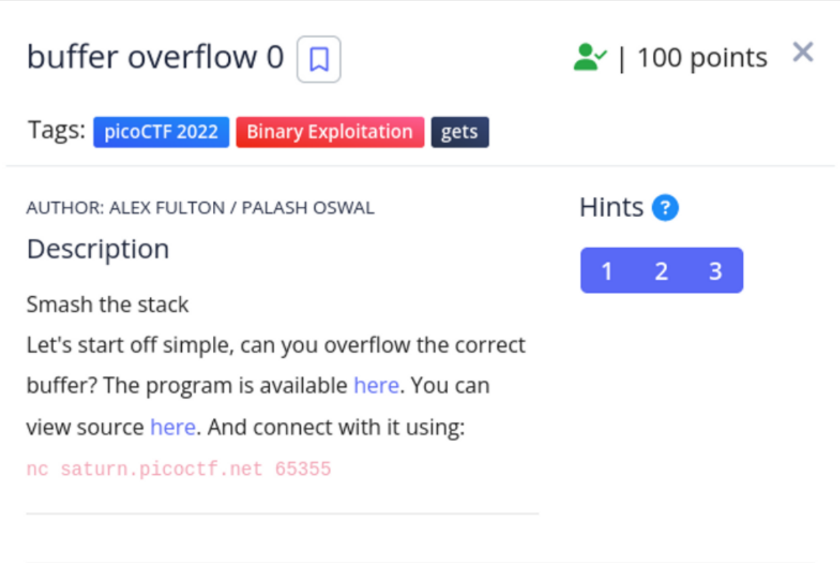 buffer overflow 0
| 100 points
Tags: picoCTF 2022 Binary Exploitation gets
AUTHOR: ALEX FULTON / PALASH OSWAL
Description
Smash the stack
Let's start off simple, can you overflow the correct
buffer? The program is available here. You can
view source here. And connect with it using:
nc saturn.picoctf.net 65355
Hints ?
1 2 3